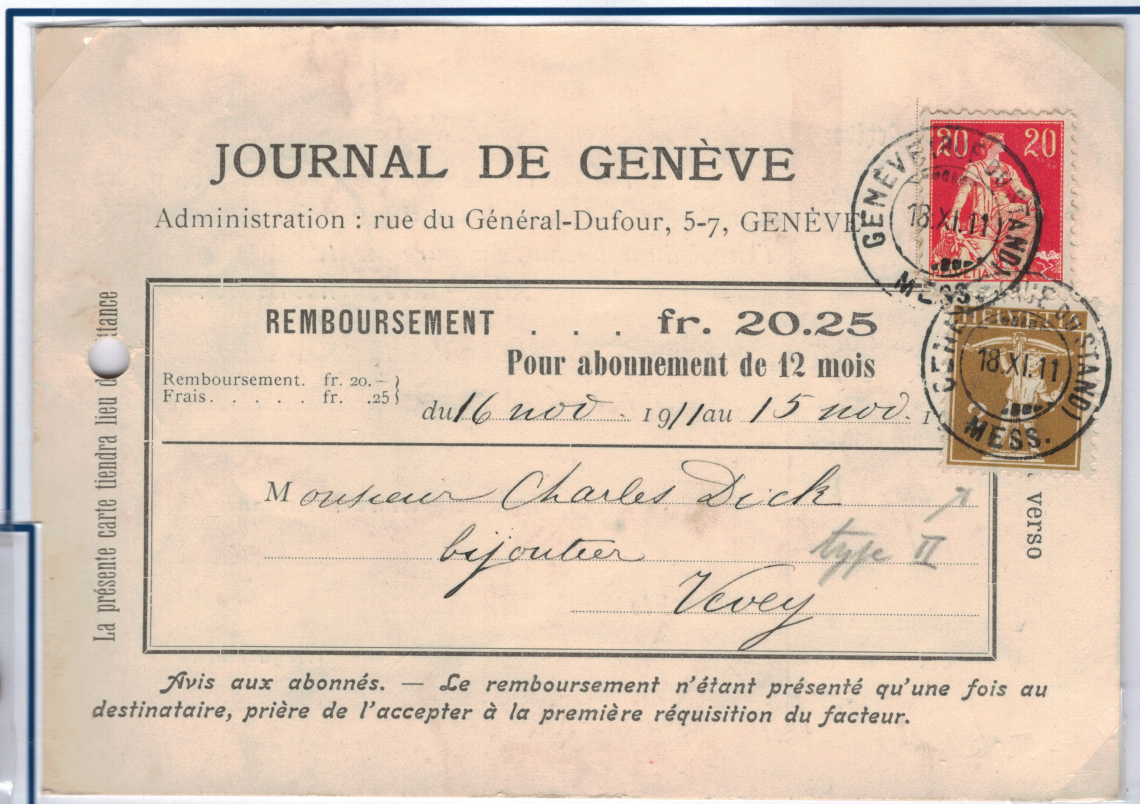 JOURNAL DE GENÈVE
Administration : rue du Général-Dufour, 5-7, GENÈVE
20 20
18.XI.11
MESS.
HELVETIA
18.XI.11
MESS.
REMBOURSEMENT . . . fr. 20.25
Pour abonnement de 12 mois
Remboursement. fr. 20.–
Frais. . . . . . fr. .25
du 16 nov. 1911 au 15 nov.
Monsieur Charles Dick
bijoutier
Vevey
type II
La présente carte tiendra lieu
verso
Avis aux abonnés. — Le remboursement n'étant présenté qu'une fois au
destinataire, prière de l'accepter à la première réquisition du facteur.